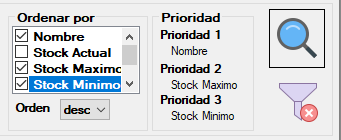 Ordenar por
Nombre
Stock Actual
Stock Maximo
Stock Minimo
Orden desc
Prioridad
Prioridad 1
Nombre
Prioridad 2
Stock Maximo
Prioridad 3
Stock Minimo